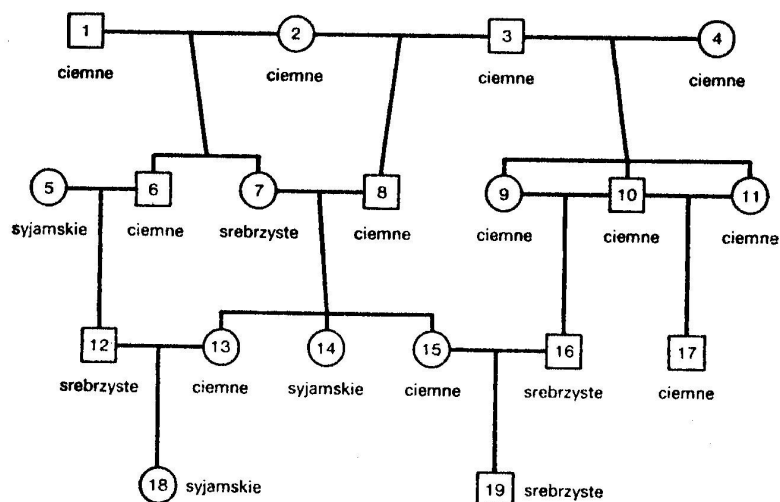 1 2 3 4
ciemne ciemne ciemne ciemne
5 6 7 8 9 10 11
syjamskie ciemne srebrzyste ciemne ciemne ciemne ciemne
12 13 14 15 16 17
srebrzyste ciemne syjamskie ciemne srebrzyste ciemne
18 syjamskie 19 srebrzyste